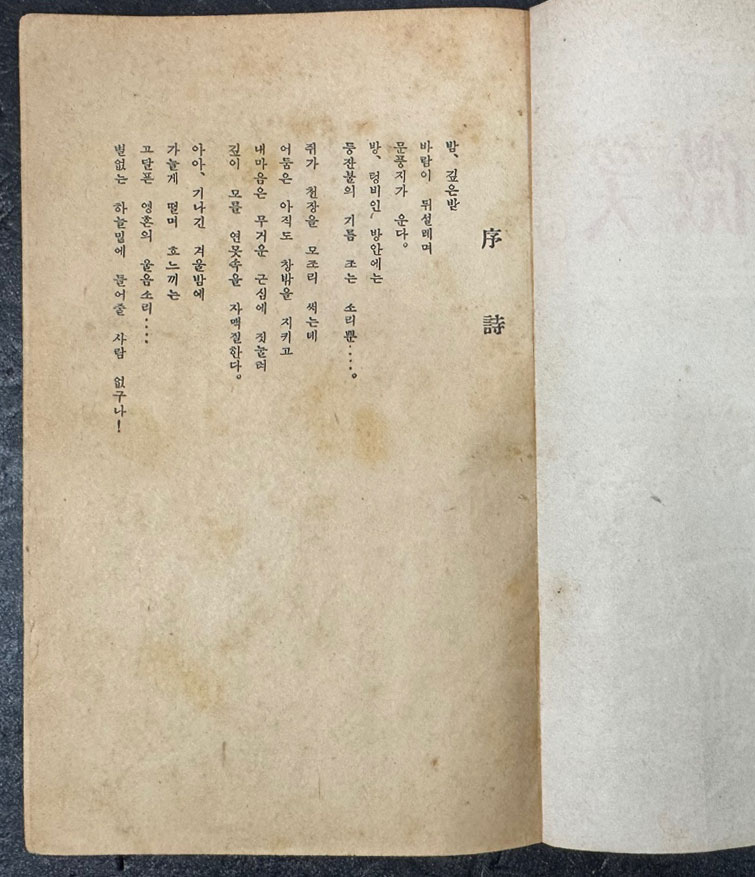 序詩
밤、깊은밤
바람이 뒤설레며
문풍지가 운다。
방、텅비인 방안에는
등잔불의 기름 조는 소리뿐……。
쥐가 천장을 모조리 써는데
어둠은 아직도 창밖을 지키고
내마음은 무거운 근심에 짓눌려
깊이 모를 연못속을 자맥질한다。
아아、기나긴 겨울밤에
가늘게 떨며 흐느끼는
고달픈 영혼의 울음소리……
별없는 하늘밑에 들어줄 사람 없구나!